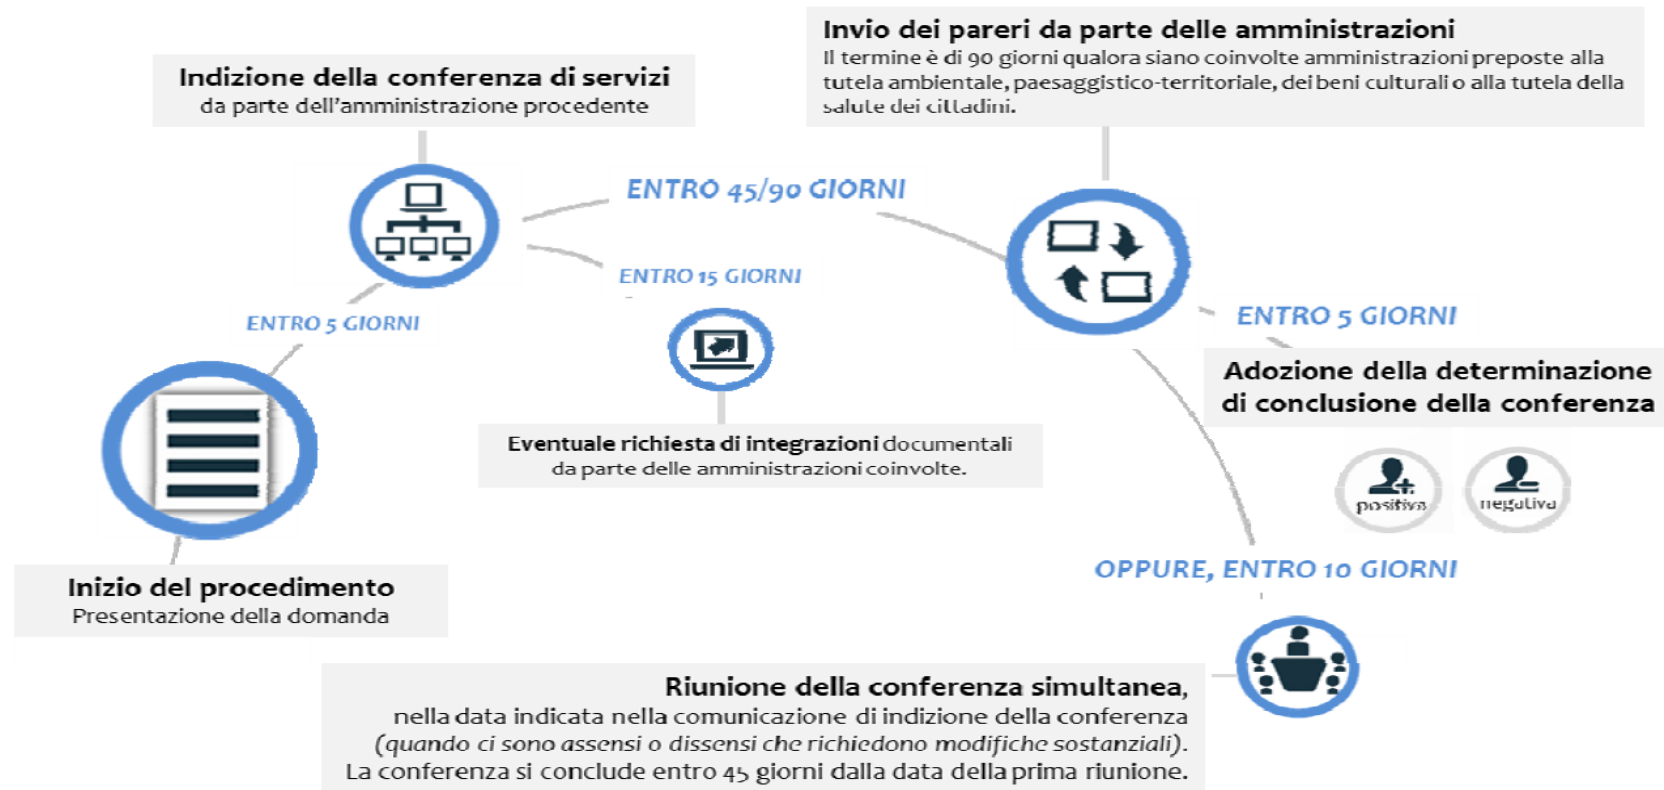 Invio dei pareri da parte delle amministrazioni
Il termine è di 90 giorni qualora siano coinvolte amministrazioni preposte alla
tutela ambientale, paesaggistico-territoriale, dei beni culturali o alla tutela della
salute dei cittadini.
Indizione della conferenza di servizi
da parte dell'amministrazione procedente
ENTRO 45/90 GIORNI
ENTRO 15 GIORNI
ENTRO 5 GIORNI
ENTRO 5 GIORNI
Adozione della determinazione
di conclusione della conferenza
positiva
negativa
Eventuale richiesta di integrazioni documentali
da parte delle amministrazioni coinvolte.
Inizio del procedimento
Presentazione della domanda
OPPURE, ENTRO 10 GIORNI
Riunione della conferenza simultanea,
nella data indicata nella comunicazione di indizione della conferenza
(quando ci sono assensi o dissensi che richiedono modifiche sostanziali).
La conferenza si conclude entro 45 giorni dalla data della prima riunione.